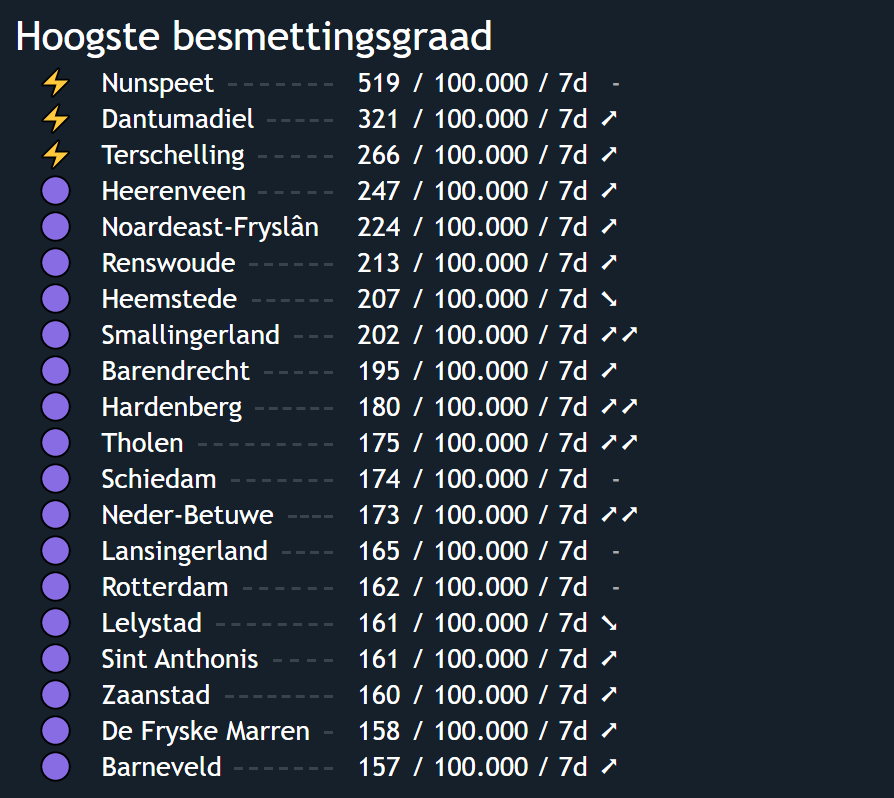 Hoogste besmettingsgraad
⚡ Nunspeet -------- 519 / 100.000 / 7d -
⚡ Dantumadiel ----- 321 / 100.000 / 7d ➚
⚡ Terschelling ------ 266 / 100.000 / 7d ➚
🟣 Heerenveen ------ 247 / 100.000 / 7d ➚
🟣 Noardeast-Fryslân 224 / 100.000 / 7d ➚
🟣 Renswoude ------ 213 / 100.000 / 7d ➚
🟣 Heemstede ------ 207 / 100.000 / 7d ➘
🟣 Smallingerland --- 202 / 100.000 / 7d ➚➚
🟣 Barendrecht ----- 195 / 100.000 / 7d ➚
🟣 Hardenberg ------ 180 / 100.000 / 7d ➚➚
🟣 Tholen ---------- 175 / 100.000 / 7d ➚➚
🟣 Schiedam -------- 174 / 100.000 / 7d -
🟣 Neder-Betuwe ---- 173 / 100.000 / 7d ➚➚
🟣 Lansingerland ---- 165 / 100.000 / 7d -
🟣 Rotterdam ------- 162 / 100.000 / 7d -
🟣 Lelystad --------- 161 / 100.000 / 7d ➘
🟣 Sint Anthonis ----- 161 / 100.000 / 7d ➚
🟣 Zaanstad -------- 160 / 100.000 / 7d ➚
🟣 De Fryske Marren - 158 / 100.000 / 7d ➚
🟣 Barneveld ------- 157 / 100.000 / 7d ➚